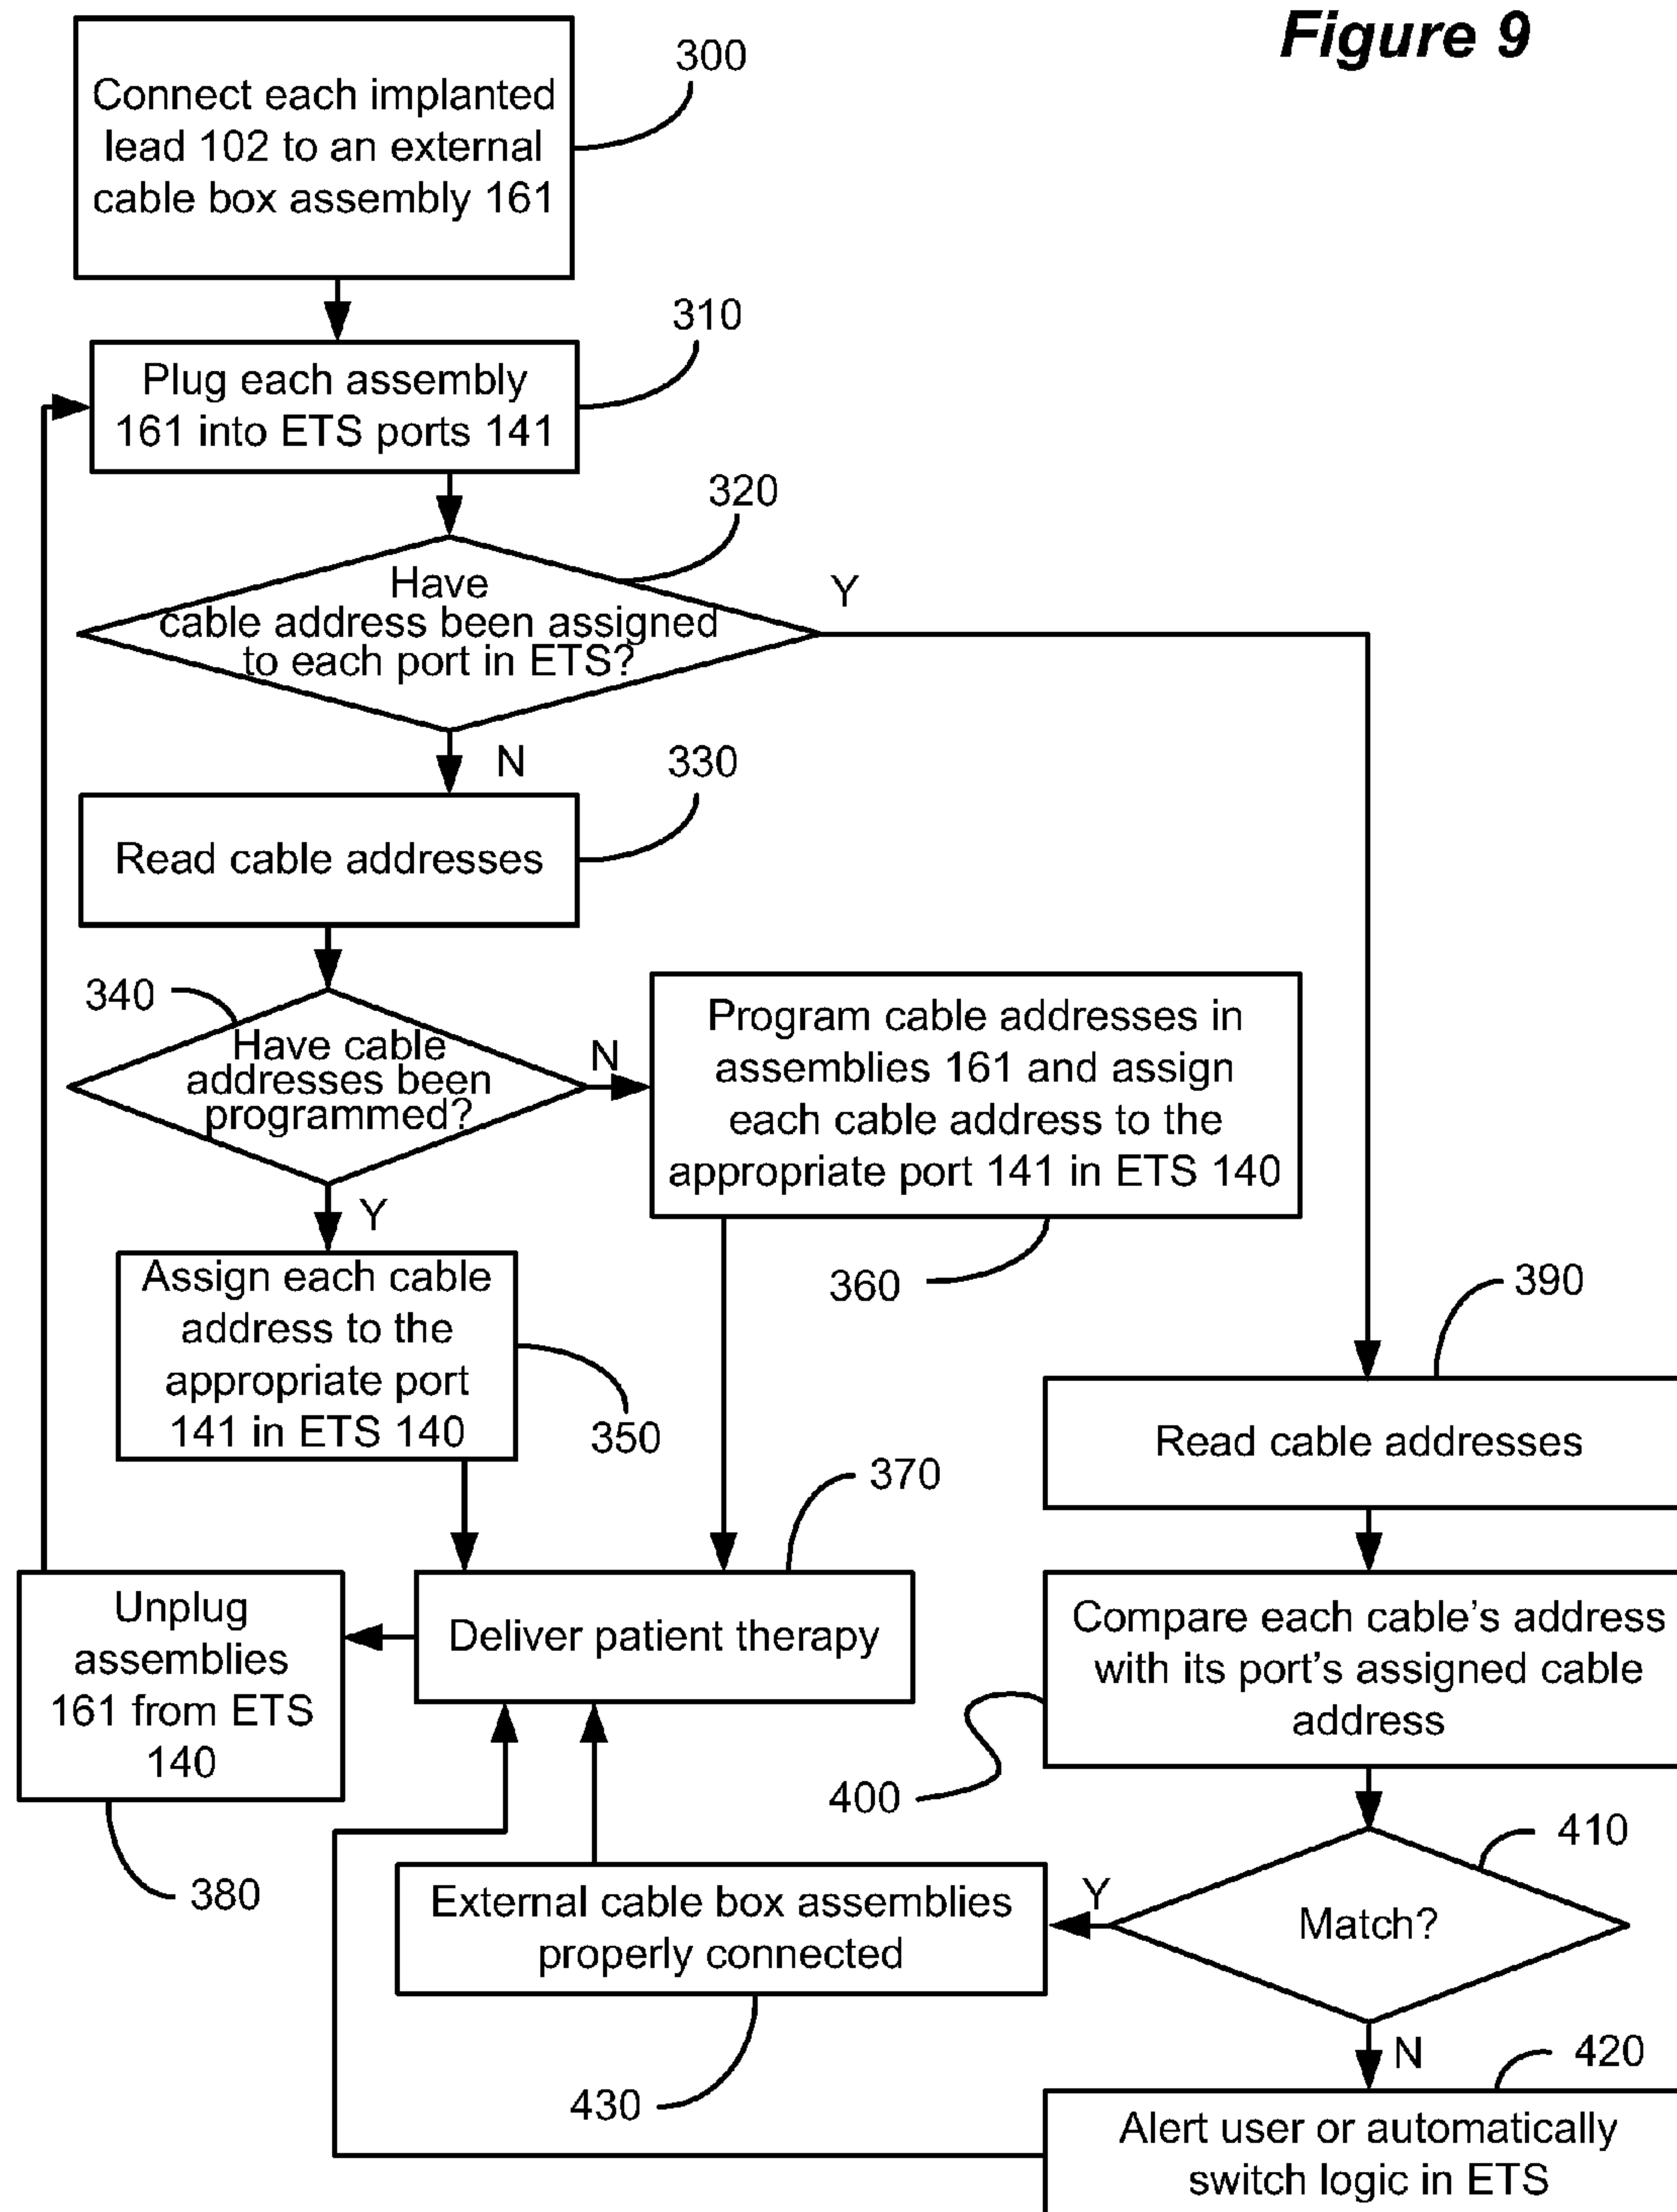 Figure 9
300
Connect each implanted
lead 102 to an external
cable box assembly 161
310
Plug each assembly
161 into ETS ports 141
320
Have
cable address been assigned
to each port in ETS?
Y
N
330
Read cable addresses
340
Have cable
addresses been
programmed?
N
Y
Program cable addresses in
assemblies 161 and assign
each cable address to the
appropriate port 141 in ETS 140
360
Assign each cable
address to the
appropriate port
141 in ETS 140
350
390
Read cable addresses
370
Deliver patient therapy
Unplug
assemblies
161 from ETS
140
380
Compare each cable's address
with its port's assigned cable
address
400
410
Match?
Y
External cable box assemblies
properly connected
430
N
420
Alert user or automatically
switch logic in ETS